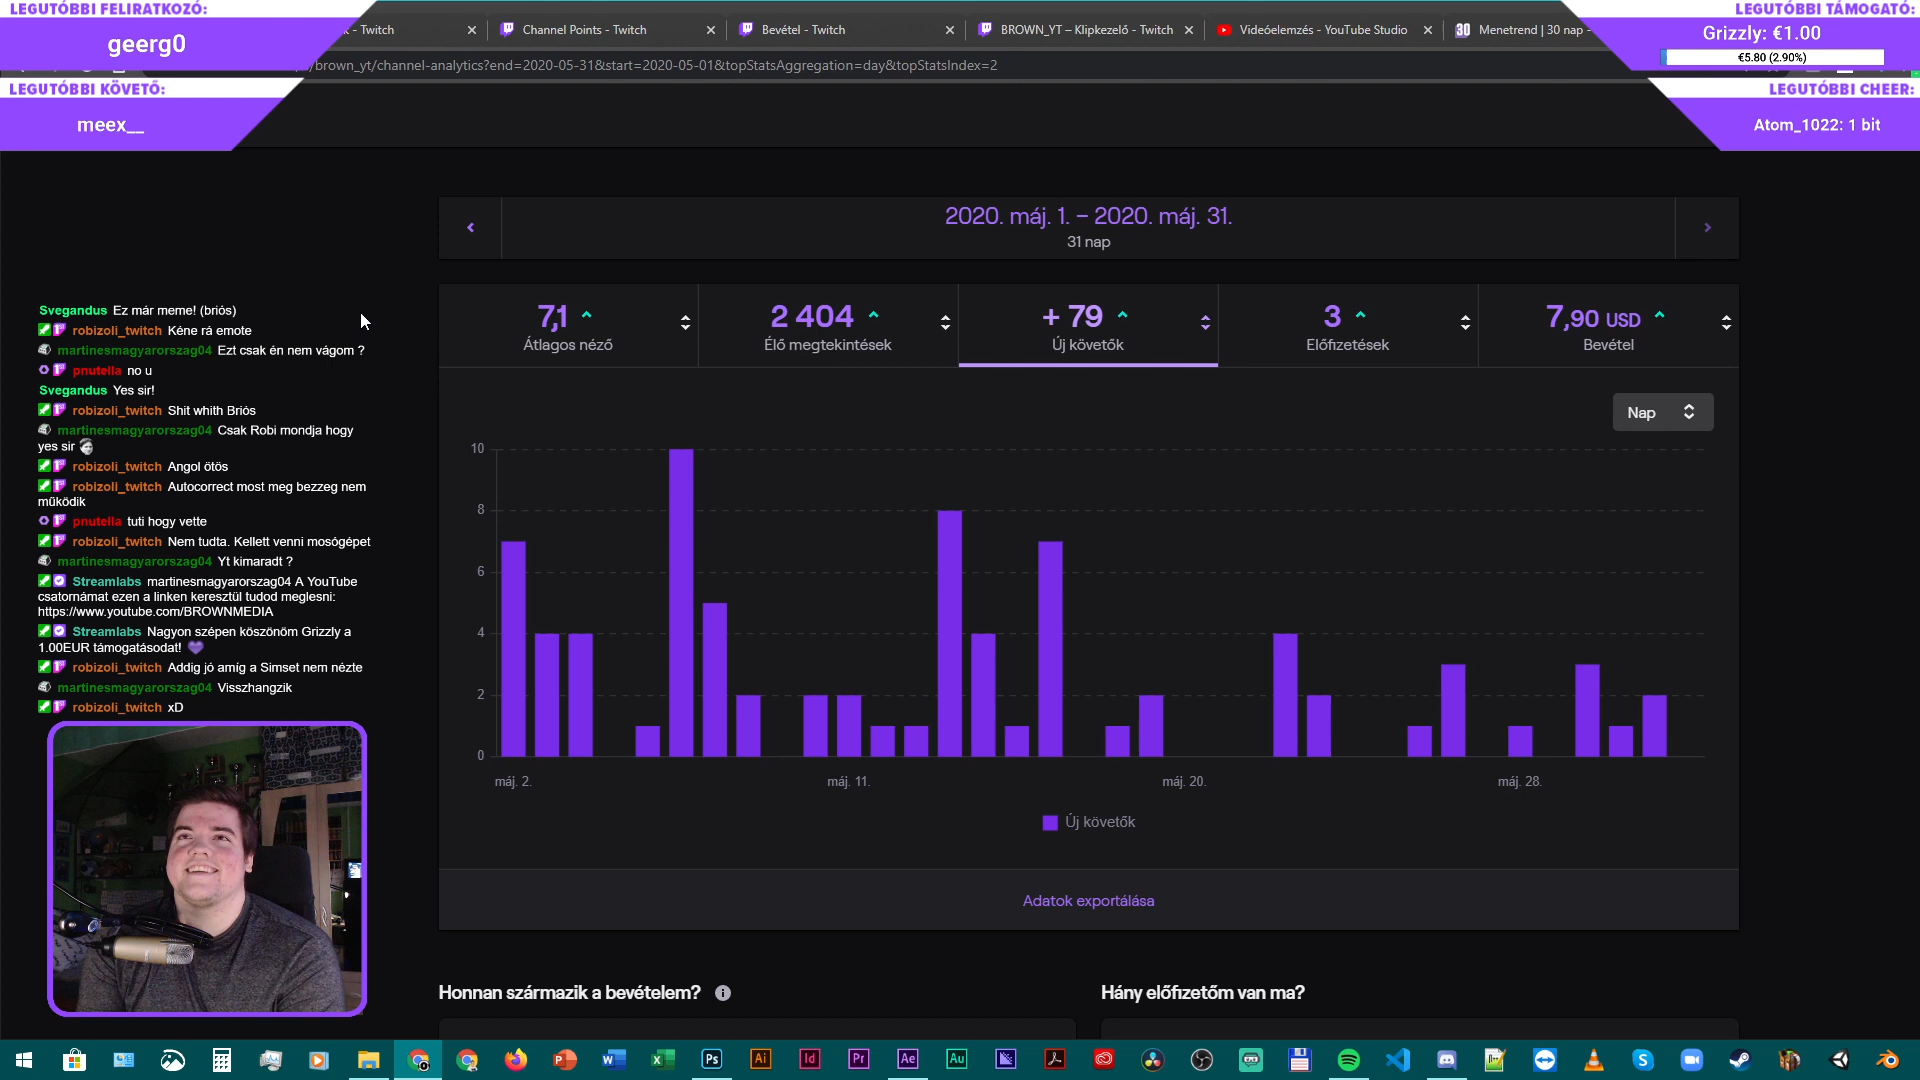 LEGUTÓBBI FELIRATKOZÓ:
geerg0
LEGUTÓBBI KÖVETŐ:
meex__
LEGUTÓBBI TÁMOGATÓ:
Grizzly: €1.00
€5.80 (2.90%)
LEGUTÓBBI CHEER:
Atom_1022: 1 bit
- Twitch
Channel Points - Twitch
Bevétel - Twitch
BROWN_YT – Klipkezelő - Twitch
Videóelemzés - YouTube Studio
30 Menetrend | 30 nap -
/brown_yt/channel-analytics?end=2020-05-31&start=2020-05-01&topStatsAggregation=day&topStatsIndex=2
2020. máj. 1. – 2020. máj. 31.
31 nap
7,1
Átlagos néző
2 404
Élő megtekintések
+ 79
Új követők
3
Előfizetések
7,90 USD
Bevétel
Nap
10
8
6
4
2
0
máj. 2.
máj. 11.
máj. 20.
máj. 28.
Új követők
Adatok exportálása
Honnan származik a bevételem?
Hány előfizetőm van ma?
Svegandus Ez már meme! (briós)
robizoli_twitch Kéne rá emote
martinesmagyarorszag04 Ezt csak én nem vágom ?
pnutella no u
Svegandus Yes sir!
robizoli_twitch Shit whith Briós
martinesmagyarorszag04 Csak Robi mondja hogy
yes sir
robizoli_twitch Angol ötös
robizoli_twitch Autocorrect most meg bezzeg nem
működik
pnutella tuti hogy vette
robizoli_twitch Nem tudta. Kellett venni mosógépet
martinesmagyarorszag04 Yt kimaradt ?
Streamlabs martinesmagyarorszag04 A YouTube
csatornámat ezen a linken keresztül tudod meglesni:
https://www.youtube.com/BROWNMEDIA
Streamlabs Nagyon szépen köszönöm Grizzly a
1.00EUR támogatásodat!
robizoli_twitch Addig jó amíg a Simset nem nézte
martinesmagyarorszag04 Visszhangzik
robizoli_twitch xD
Ps
Ai
Id
Pr
Ae
Au